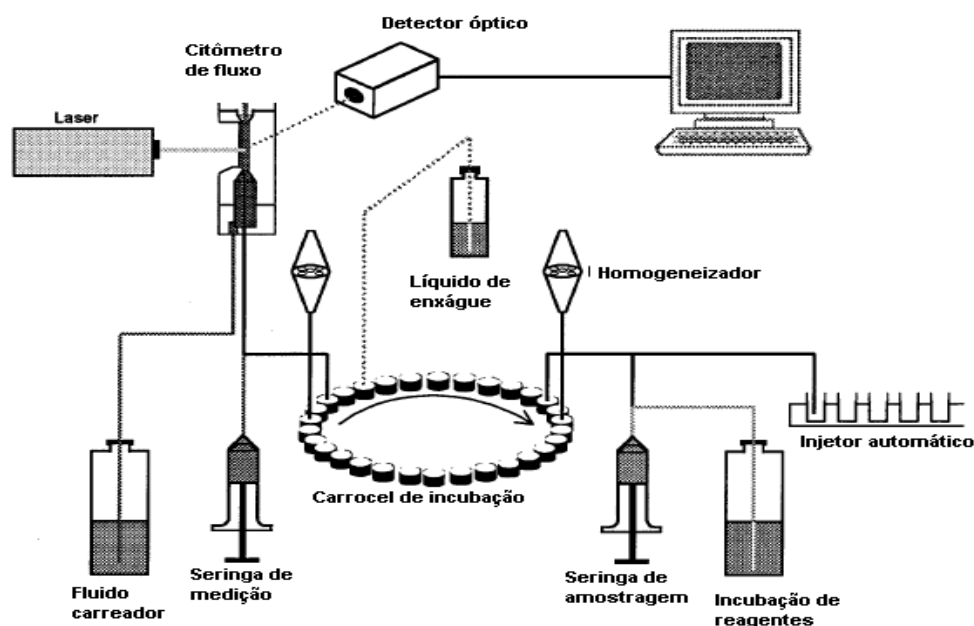 Detector óptico
Citômetro
de fluxo
Laser
Líquido de
enxágue
Homogeneizador
Injetor automático
Carrocel de incubação
Fluido
carreador
Seringa de
medição
Seringa de
amostragem
Incubação de
reagentes